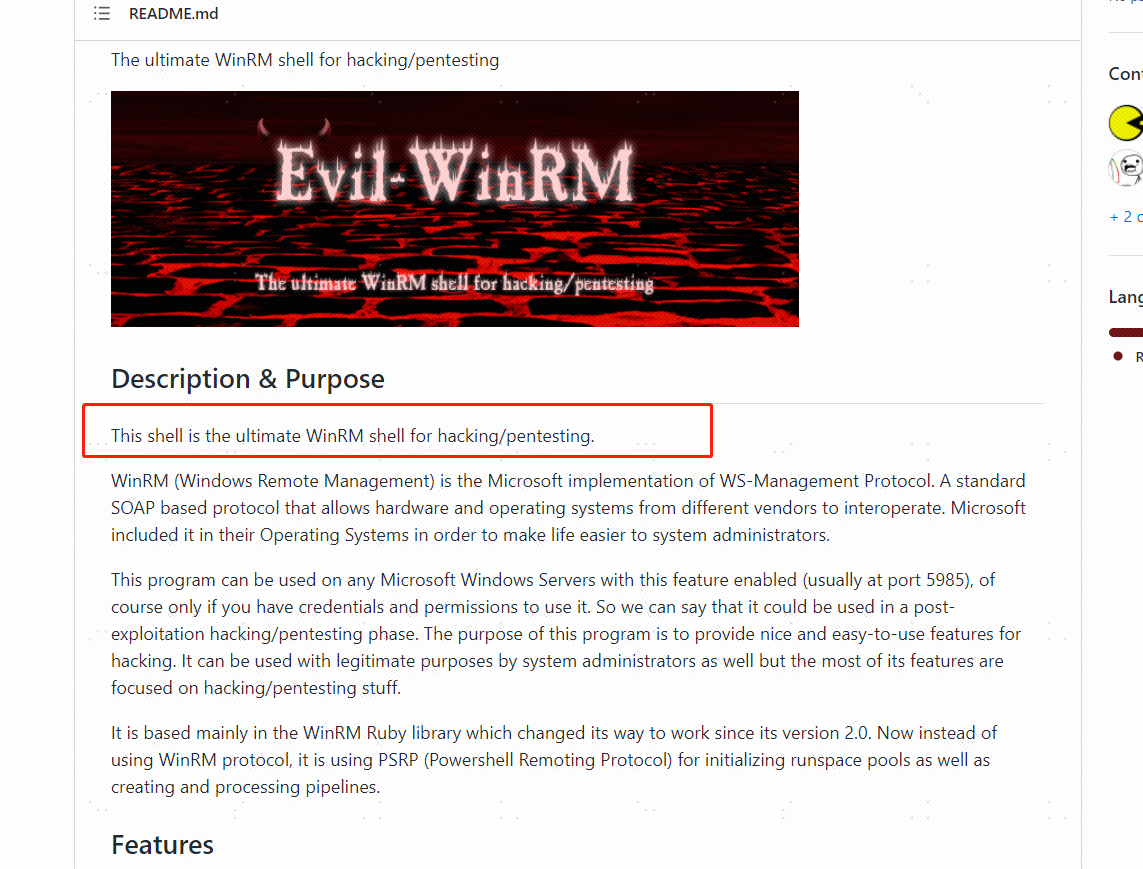 README.md
The ultimate WinRM shell for hacking/pentesting
Evil-WinRM
The ultimate WinRM shell for hacking/pentesting
Description & Purpose
This shell is the ultimate WinRM shell for hacking/pentesting.
WinRM (Windows Remote Management) is the Microsoft implementation of WS-Management Protocol. A standard
SOAP based protocol that allows hardware and operating systems from different vendors to interoperate. Microsoft
included it in their Operating Systems in order to make life easier to system administrators.
This program can be used on any Microsoft Windows Servers with this feature enabled (usually at port 5985), of
course only if you have credentials and permissions to use it. So we can say that it could be used in a post-
exploitation hacking/pentesting phase. The purpose of this program is to provide nice and easy-to-use features for
hacking. It can be used with legitimate purposes by system administrators as well but the most of its features are
focused on hacking/pentesting stuff.
It is based mainly in the WinRM Ruby library which changed its way to work since its version 2.0. Now instead of
using WinRM protocol, it is using PSRP (Powershell Remoting Protocol) for initializing runspace pools as well as
creating and processing pipelines.
Features
Cont
+ 2 c
Lang
R